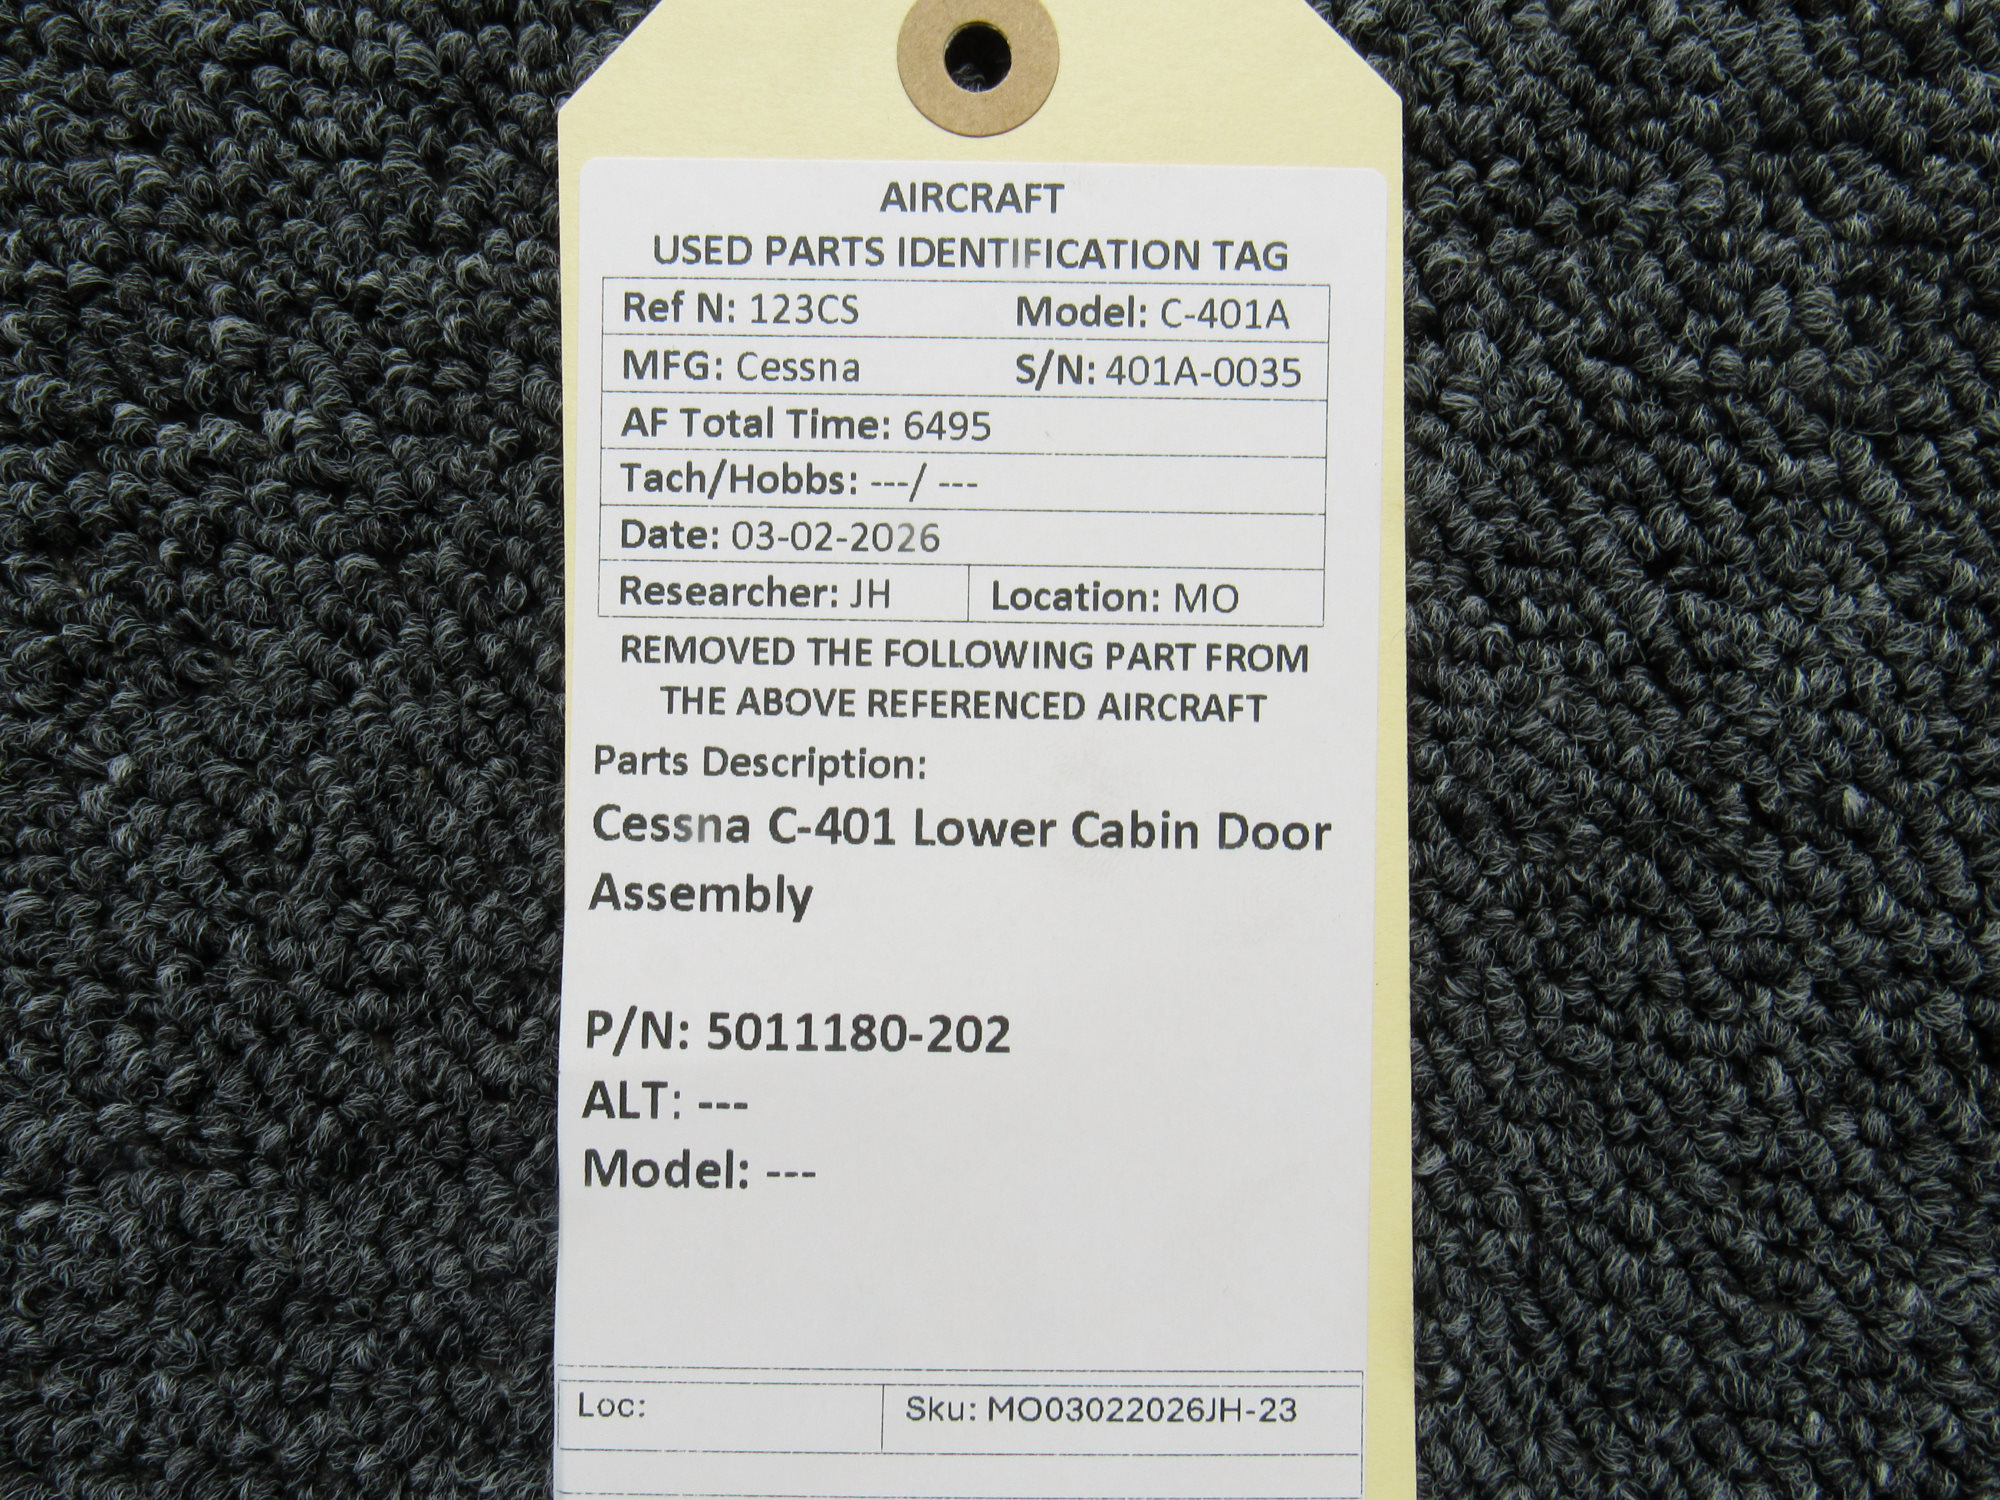 AIRCRAFT
USED PARTS IDENTIFICATION TAG
Ref N: 123CS Model: C-401A
MFG: Cessna S/N: 401A-0035
AF Total Time: 6495
Tach/Hobbs: ---/ ---
Date: 03-02-2026
Researcher: JH Location: MO
REMOVED THE FOLLOWING PART FROM
THE ABOVE REFERENCED AIRCRAFT
Parts Description:
Cessna C-401 Lower Cabin Door
Assembly
P/N: 5011180-202
ALT: ---
Model: ---
Loc: Sku: MO03022026JH-23